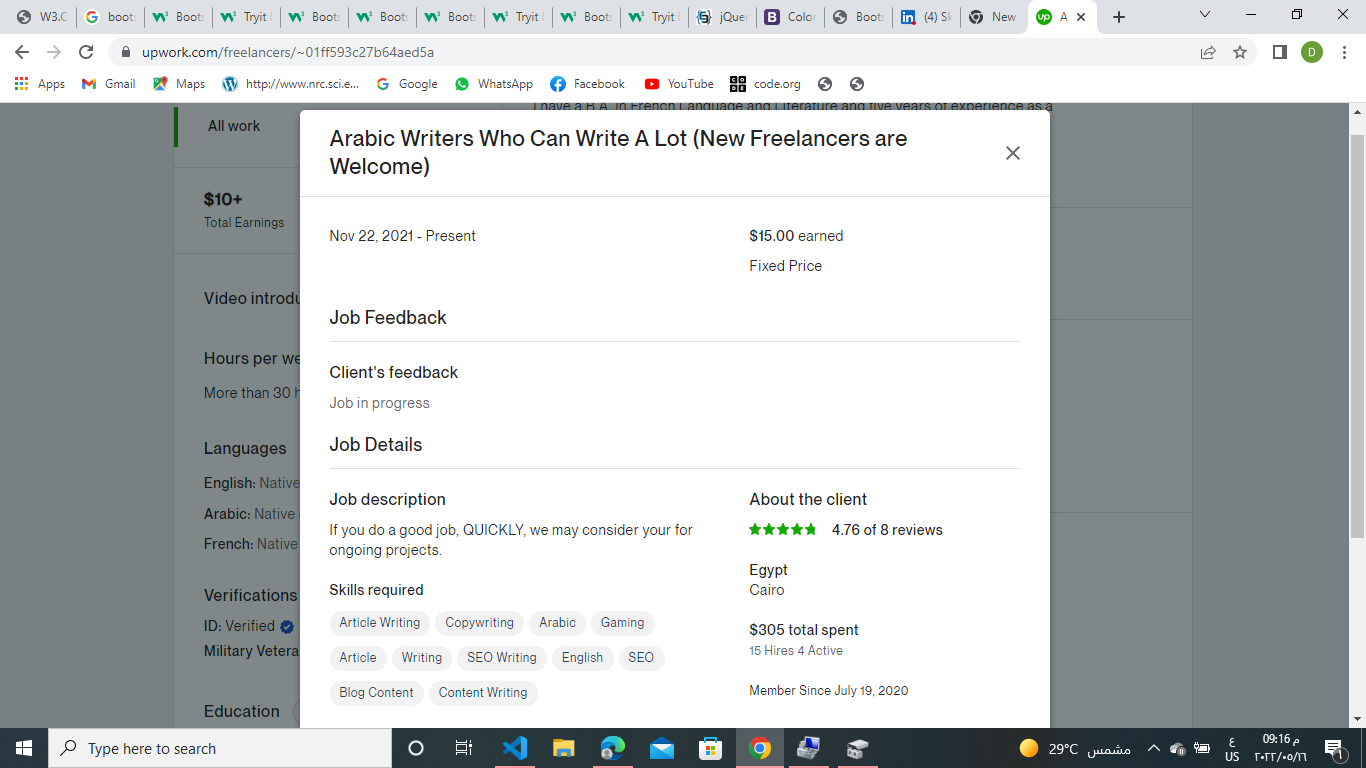 W3.C
boots
Boots
Tryit
Boots
Boots
Boots
Tryit
Boots
Tryit
jQuer
Color
Boots
(4) Sk
New
A
upwork.com/freelancers/~01ff593c27b64aed5a
D
Apps
Gmail
Maps
http://www.nrc.sci.e...
Google
WhatsApp
Facebook
YouTube
code.org
I have a B.A. in French Language and Literature and five years of experience as a
All work
$10+
Total Earnings
Video introdu
Hours per we
More than 30 h
Languages
English: Native
Arabic: Native
French: Native
Verifications
ID: Verified
Military Vetera
Education
Arabic Writers Who Can Write A Lot (New Freelancers are
Welcome)
Nov 22, 2021 - Present
$15.00 earned
Fixed Price
Job Feedback
Client's feedback
Job in progress
Job Details
Job description
If you do a good job, QUICKLY, we may consider your for
ongoing projects.
Skills required
Article Writing Copywriting Arabic Gaming
Article Writing SEO Writing English SEO
Blog Content Content Writing
About the client
4.76 of 8 reviews
Egypt
Cairo
$305 total spent
15 Hires 4 Active
Member Since July 19, 2020
Type here to search
29°C مشمس
ع
US
09:16 م
٢٠٢٢/٠٥/١٦
1